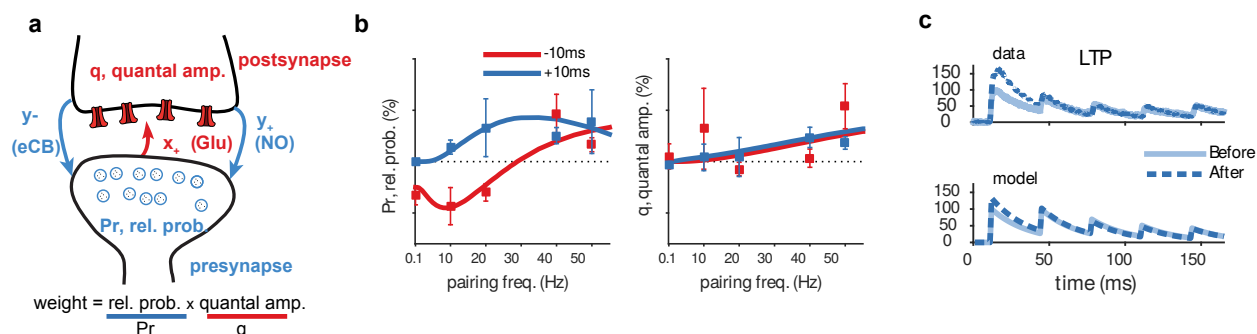 a
q, quantal amp.
postsynapse
y-
(eCB)
x+ (Glu)
y+
(NO)
Pr, rel. prob.
presynapse
weight = rel. prob. x quantal amp.
Pr
q
b
-10ms
+10ms
Pr, rel. prob. (%)
0.1 10 20 30 40 50
pairing freq. (Hz)
q, quantal amp. (%)
0.1 10 20 30 40 50
pairing freq. (Hz)
c
LTP
data
150
100
50
0
Before
After
model
150
100
50
0
0 50 100 150
time (ms)